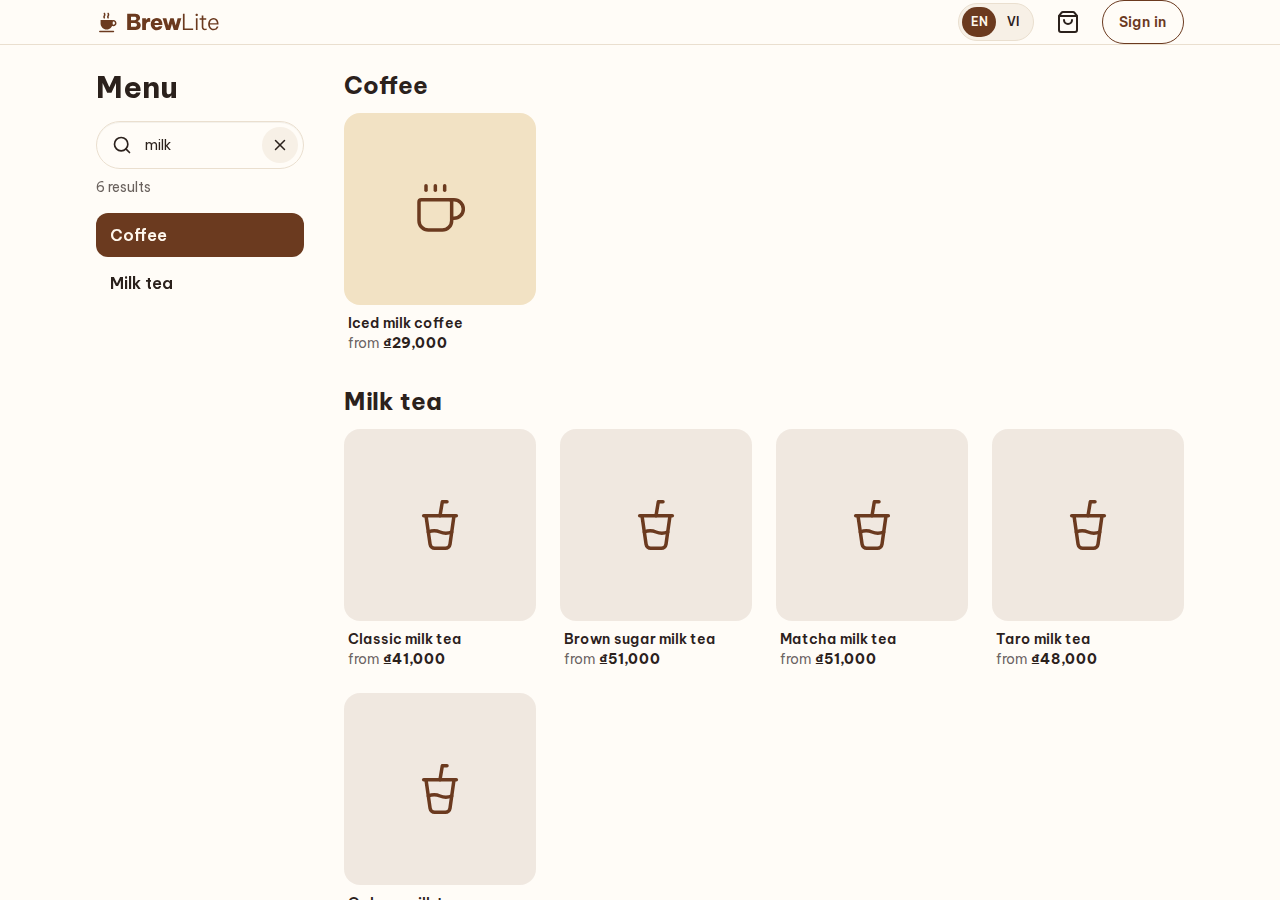 BrewLite
EN VI
Sign in
Menu
milk
6 results
Coffee
Milk tea
Coffee
Iced milk coffee
from ₫29,000
Milk tea
Classic milk tea
from ₫41,000
Brown sugar milk tea
from ₫51,000
Matcha milk tea
from ₫51,000
Taro milk tea
from ₫48,000